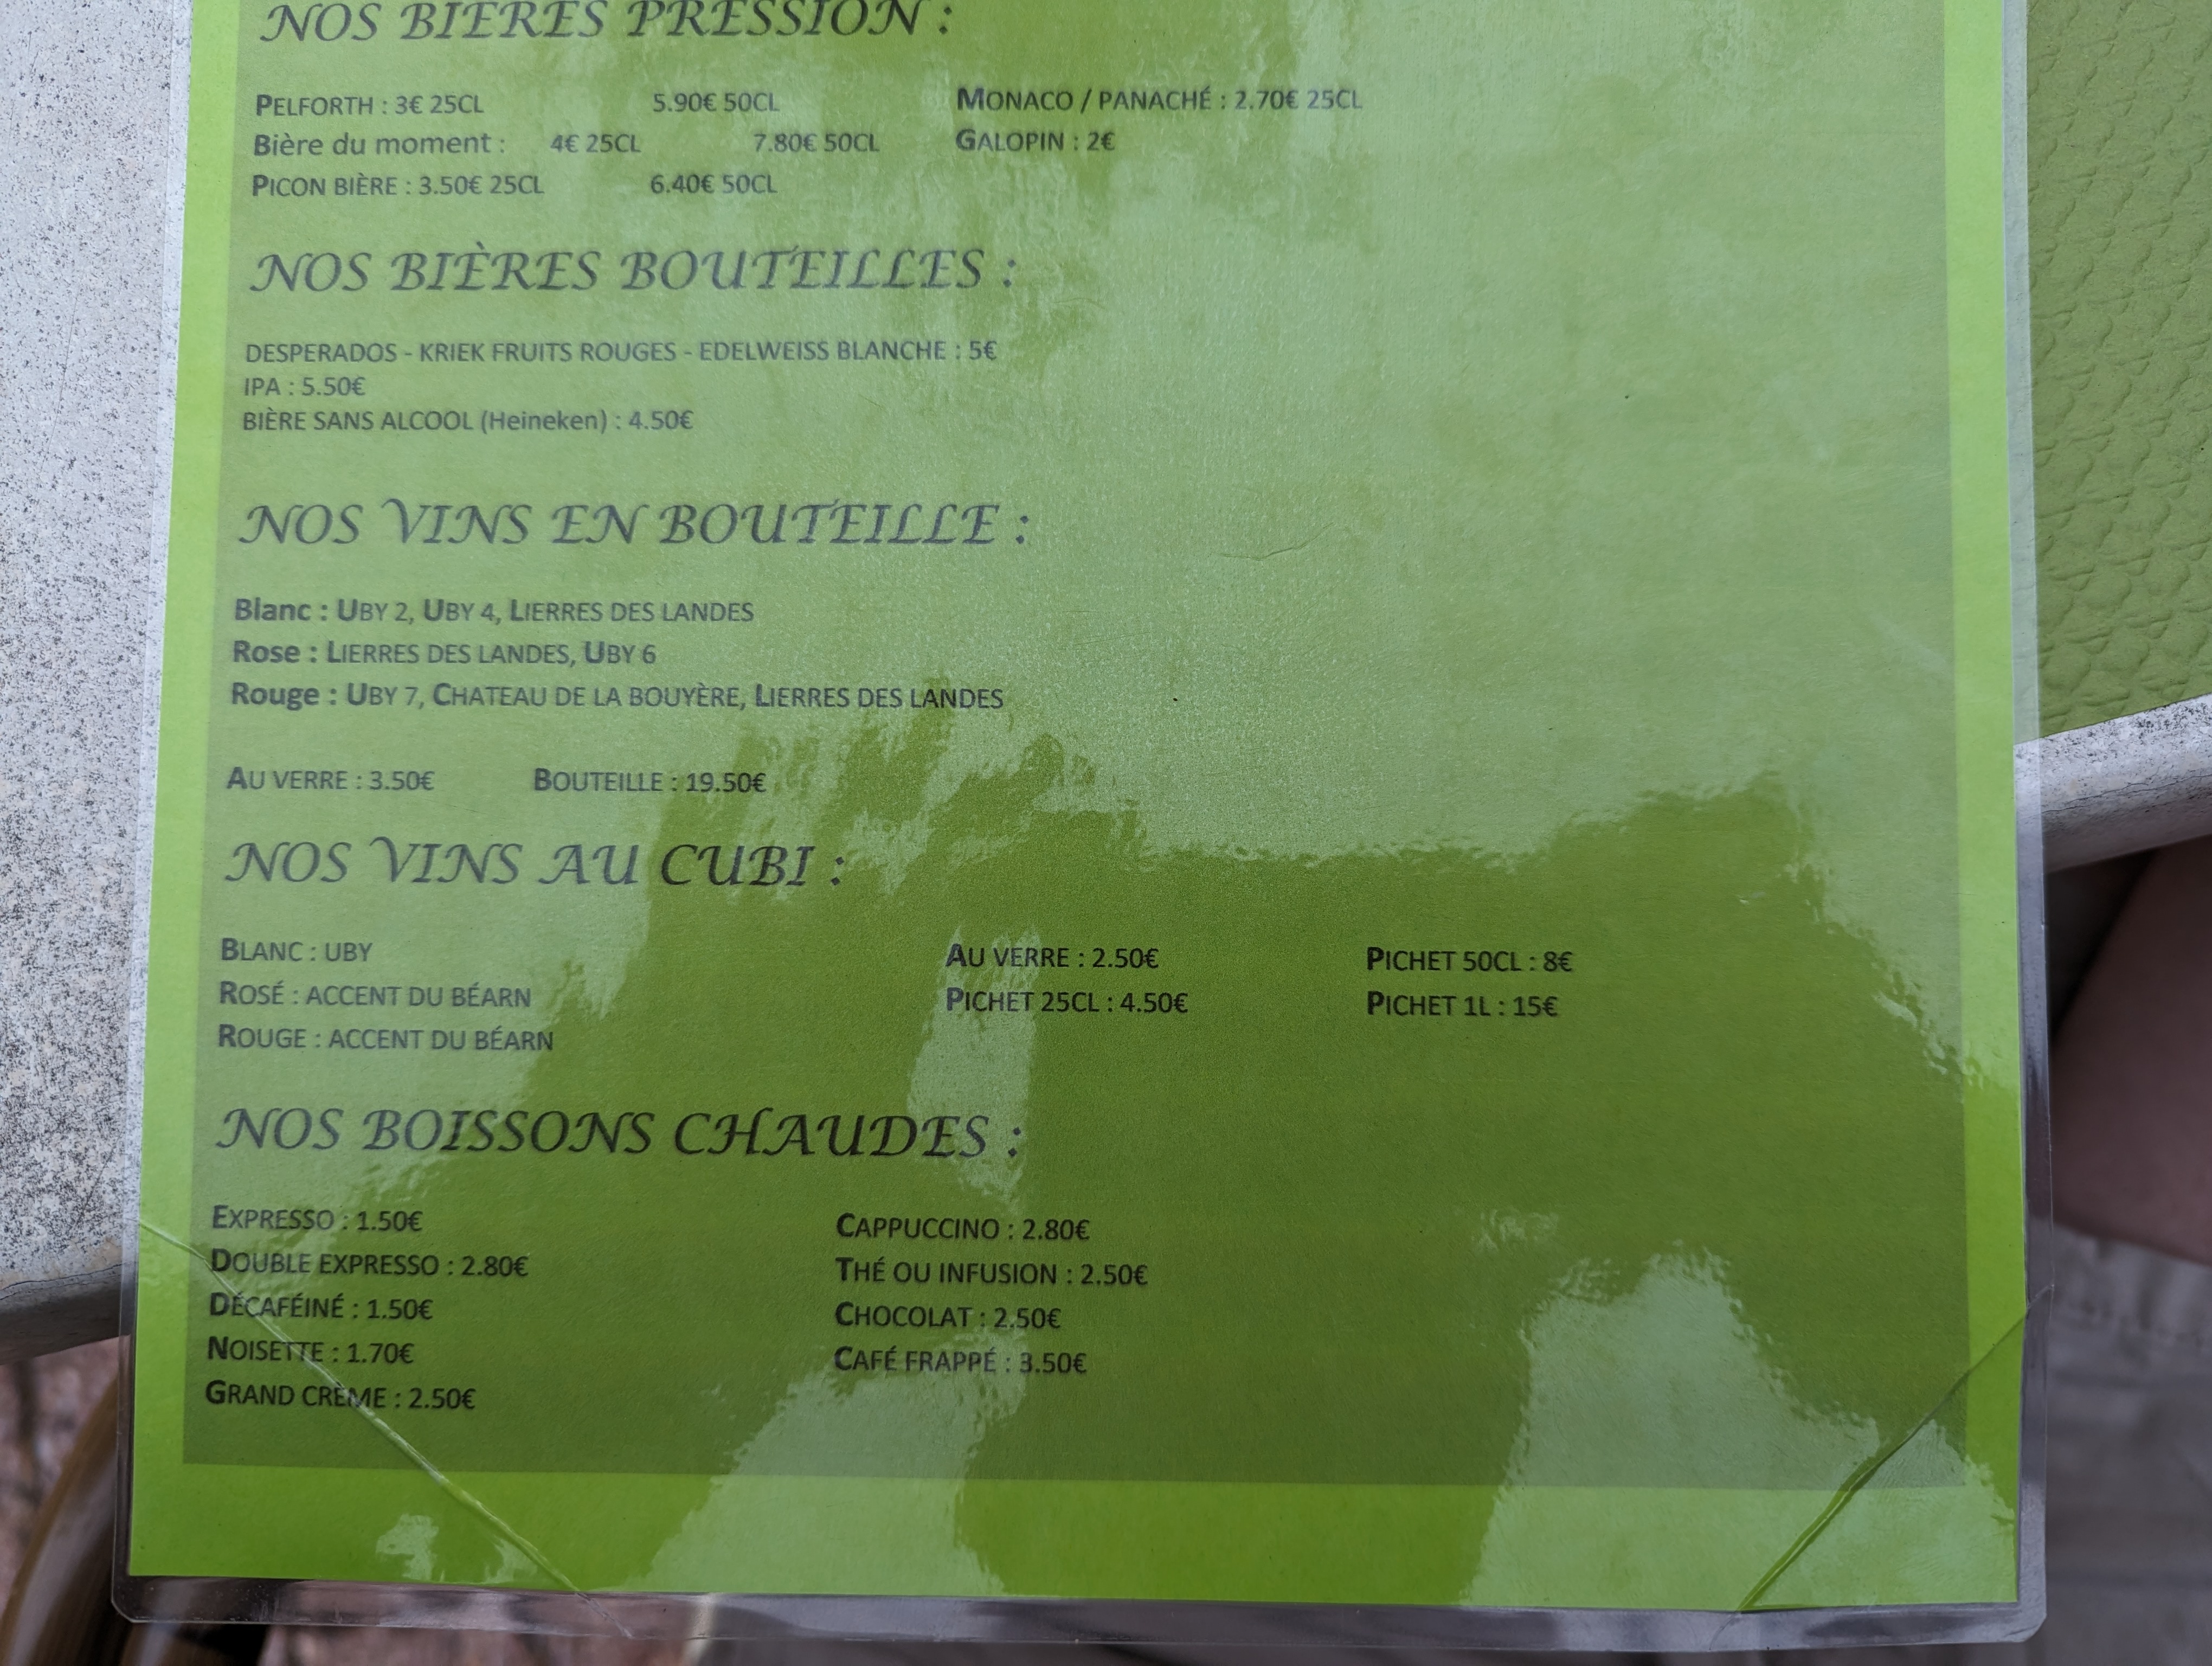 NOS BIÈRES PRESSION :
PELFORTH : 3€ 25CL 5.90€ 50CL MONACO / PANACHÉ : 2.70€ 25CL
Bière du moment : 4€ 25CL 7.80€ 50CL GALOPIN : 2€
PICON BIÈRE : 3.50€ 25CL 6.40€ 50CL
NOS BIÈRES BOUTEILLES :
DESPERADOS - KRIEK FRUITS ROUGES - EDELWEISS BLANCHE : 5€
IPA : 5.50€
BIÈRE SANS ALCOOL (Heineken) : 4.50€
NOS VINS EN BOUTEILLE :
Blanc : UBY 2, UBY 4, LIERRES DES LANDES
Rose : LIERRES DES LANDES, UBY 6
Rouge : UBY 7, CHATEAU DE LA BOUYÈRE, LIERRES DES LANDES
AU VERRE : 3.50€ BOUTEILLE : 19.50€
NOS VINS AU CUBI :
BLANC : UBY AU VERRE : 2.50€ PICHET 50CL : 8€
ROSÉ : ACCENT DU BÉARN PICHET 25CL : 4.50€ PICHET 1L : 15€
ROUGE : ACCENT DU BÉARN
NOS BOISSONS CHAUDES :
EXPRESSO : 1.50€ CAPPUCCINO : 2.80€
DOUBLE EXPRESSO : 2.80€ THÉ OU INFUSION : 2.50€
DÉCAFÉINÉ : 1.50€ CHOCOLAT : 2.50€
NOISETTE : 1.70€ CAFÉ FRAPPÉ : 3.50€
GRAND CRÈME : 2.50€